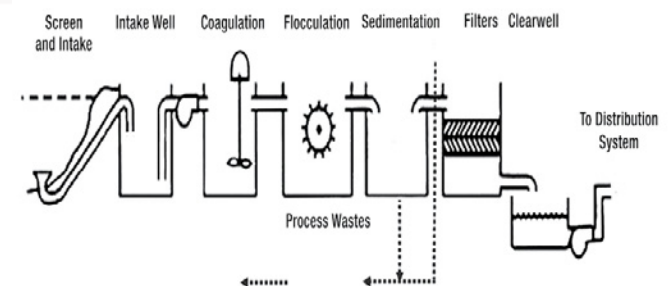 Screen
and Intake
Intake Well
Coagulation
Flocculation
Sedimentation
Filters
Clearwell
To Distribution
System
Process Wastes